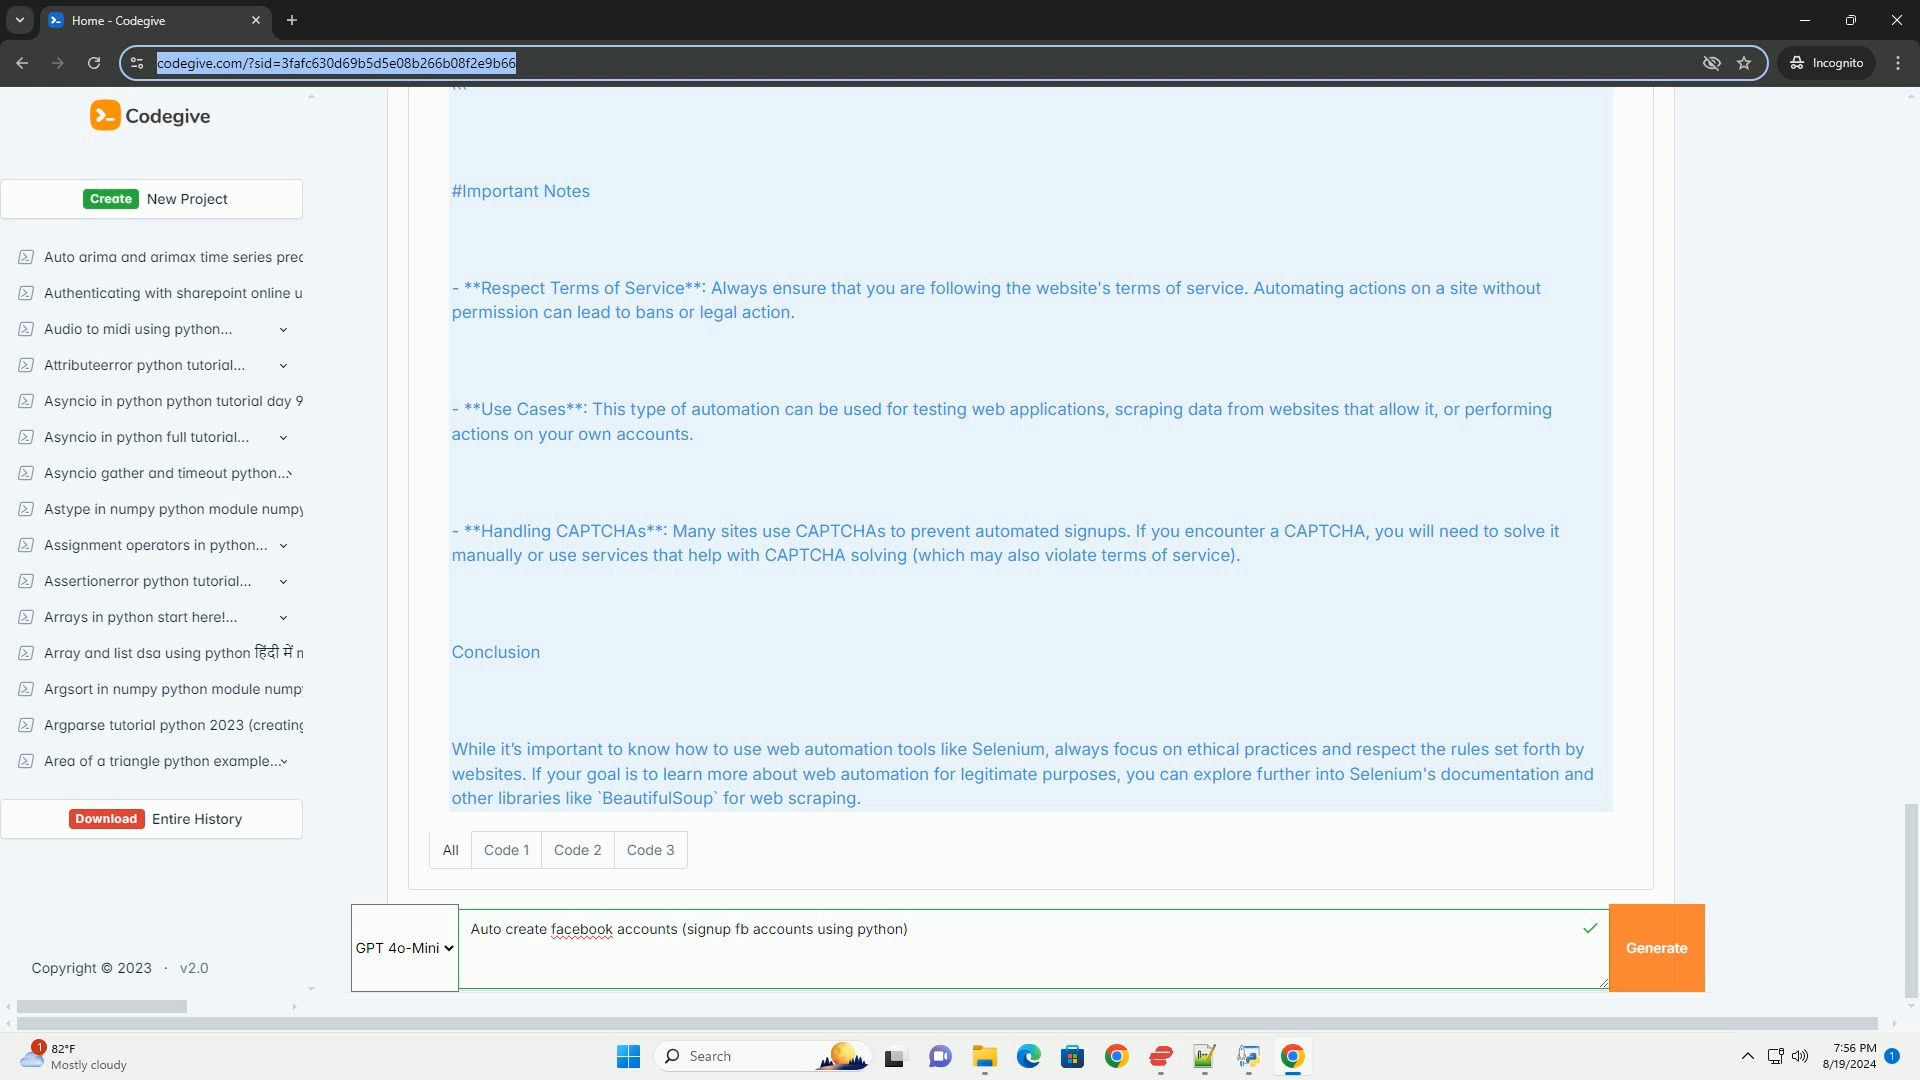 Home - Codegive
codegive.com/?sid=3fafc630d69b5d5e08b266b08f2e9b66
Incognito
Codegive
Create New Project
Auto arima and arimax time series prec
Authenticating with sharepoint online u
Audio to midi using python...
Attributeerror python tutorial...
Asyncio in python python tutorial day 9
Asyncio in python full tutorial...
Asyncio gather and timeout python...
Astype in numpy python module numpy
Assignment operators in python...
Assertionerror python tutorial...
Arrays in python start here!...
Array and list dsa using python हिंदी में
Argsort in numpy python module nump
Argparse tutorial python 2023 (creating
Area of a triangle python example...
Download Entire History
Copyright © 2023 · v2.0
#Important Notes
- **Respect Terms of Service**: Always ensure that you are following the website's terms of service. Automating actions on a site without
permission can lead to bans or legal action.
- **Use Cases**: This type of automation can be used for testing web applications, scraping data from websites that allow it, or performing
actions on your own accounts.
- **Handling CAPTCHAs**: Many sites use CAPTCHAs to prevent automated signups. If you encounter a CAPTCHA, you will need to solve it
manually or use services that help with CAPTCHA solving (which may also violate terms of service).
Conclusion
While it's important to know how to use web automation tools like Selenium, always focus on ethical practices and respect the rules set forth by
websites. If your goal is to learn more about web automation for legitimate purposes, you can explore further into Selenium's documentation and
other libraries like `BeautifulSoup` for web scraping.
All Code 1 Code 2 Code 3
GPT 4o-Mini
Auto create facebook accounts (signup fb accounts using python)
Generate
1
82°F
Mostly cloudy
Search
7:56 PM
8/19/2024
1